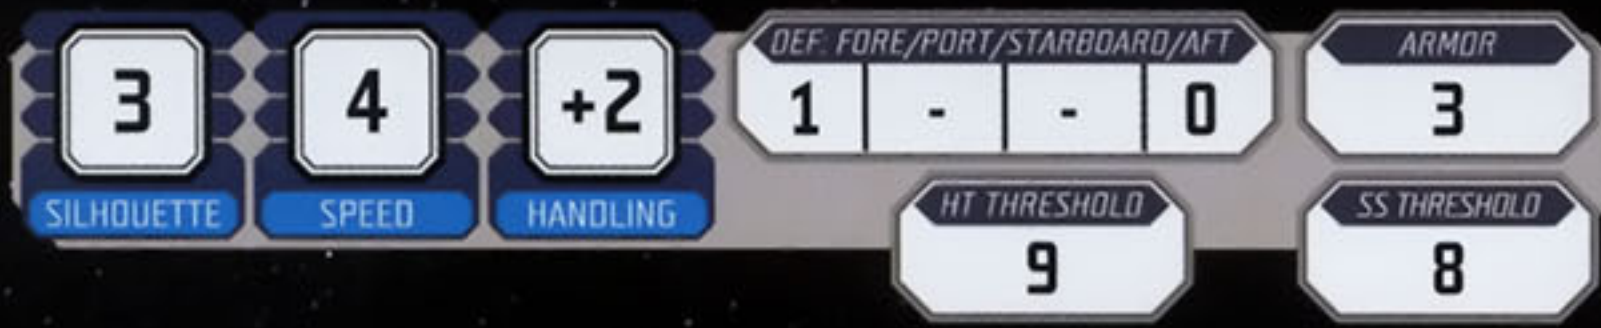 3 4 +2
SILHOUETTE SPEED HANDLING
DEF. FORE/PORT/STARBOARD/AFT
1 - - 0
ARMOR
3
HT THRESHOLD
9
SS THRESHOLD
8